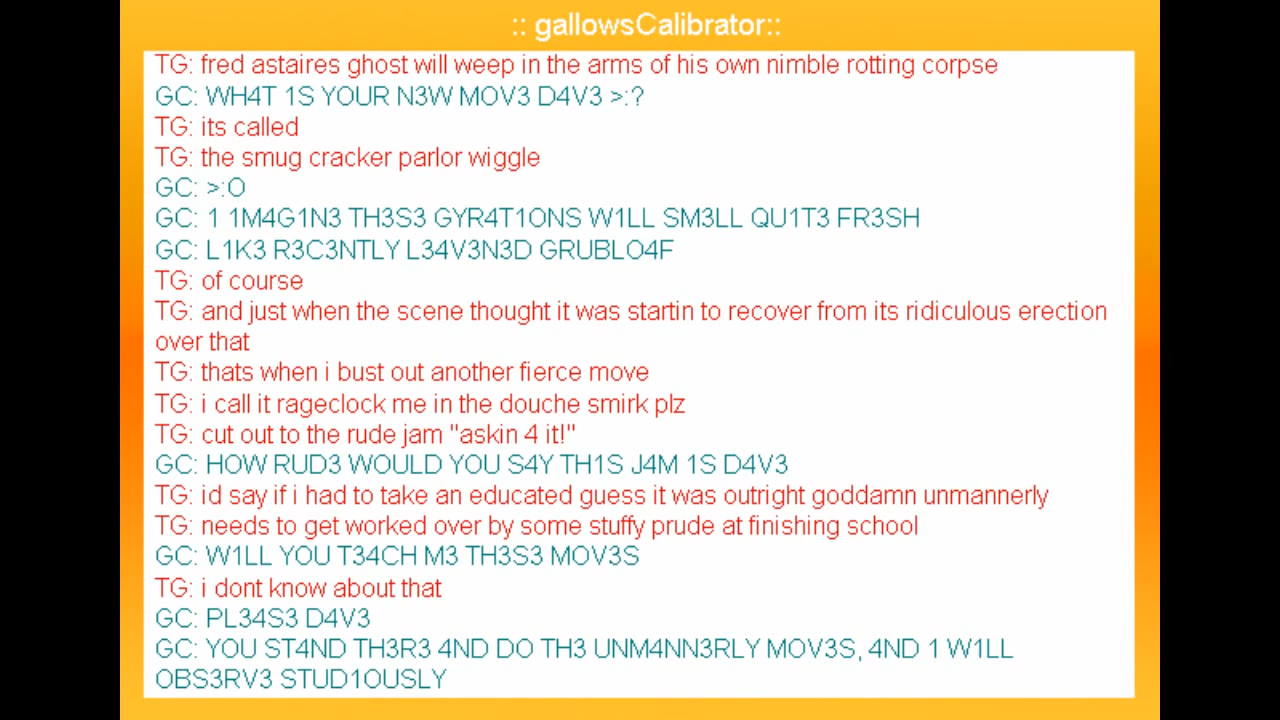 :: gallowsCalibrator::
TG: fred astaires ghost will weep in the arms of his own nimble rotting corpse
GC: WH4T 1S YOUR N3W MOV3 D4V3 >:?
TG: its called
TG: the smug cracker parlor wiggle
GC: >:O
GC: 1 1M4G1N3 TH3S3 GYR4T1ONS W1LL SM3LL QU1T3 FR3SH
GC: L1K3 R3C3NTLY L34V3N3D GRUBLO4F
TG: of course
TG: and just when the scene thought it was startin to recover from its ridiculous erection
over that
TG: thats when i bust out another fierce move
TG: i call it rageclock me in the douche smirk plz
TG: cut out to the rude jam "askin 4 it!"
GC: HOW RUD3 WOULD YOU S4Y TH1S J4M 1S D4V3
TG: id say if i had to take an educated guess it was outright goddamn unmannerly
TG: needs to get worked over by some stuffy prude at finishing school
GC: W1LL YOU T34CH M3 TH3S3 MOV3S
TG: i dont know about that
GC: PL34S3 D4V3
GC: YOU ST4ND TH3R3 4ND DO TH3 UNM4NN3RLY MOV3S, 4ND 1 W1LL
OBS3RV3 STUD1OUSLY